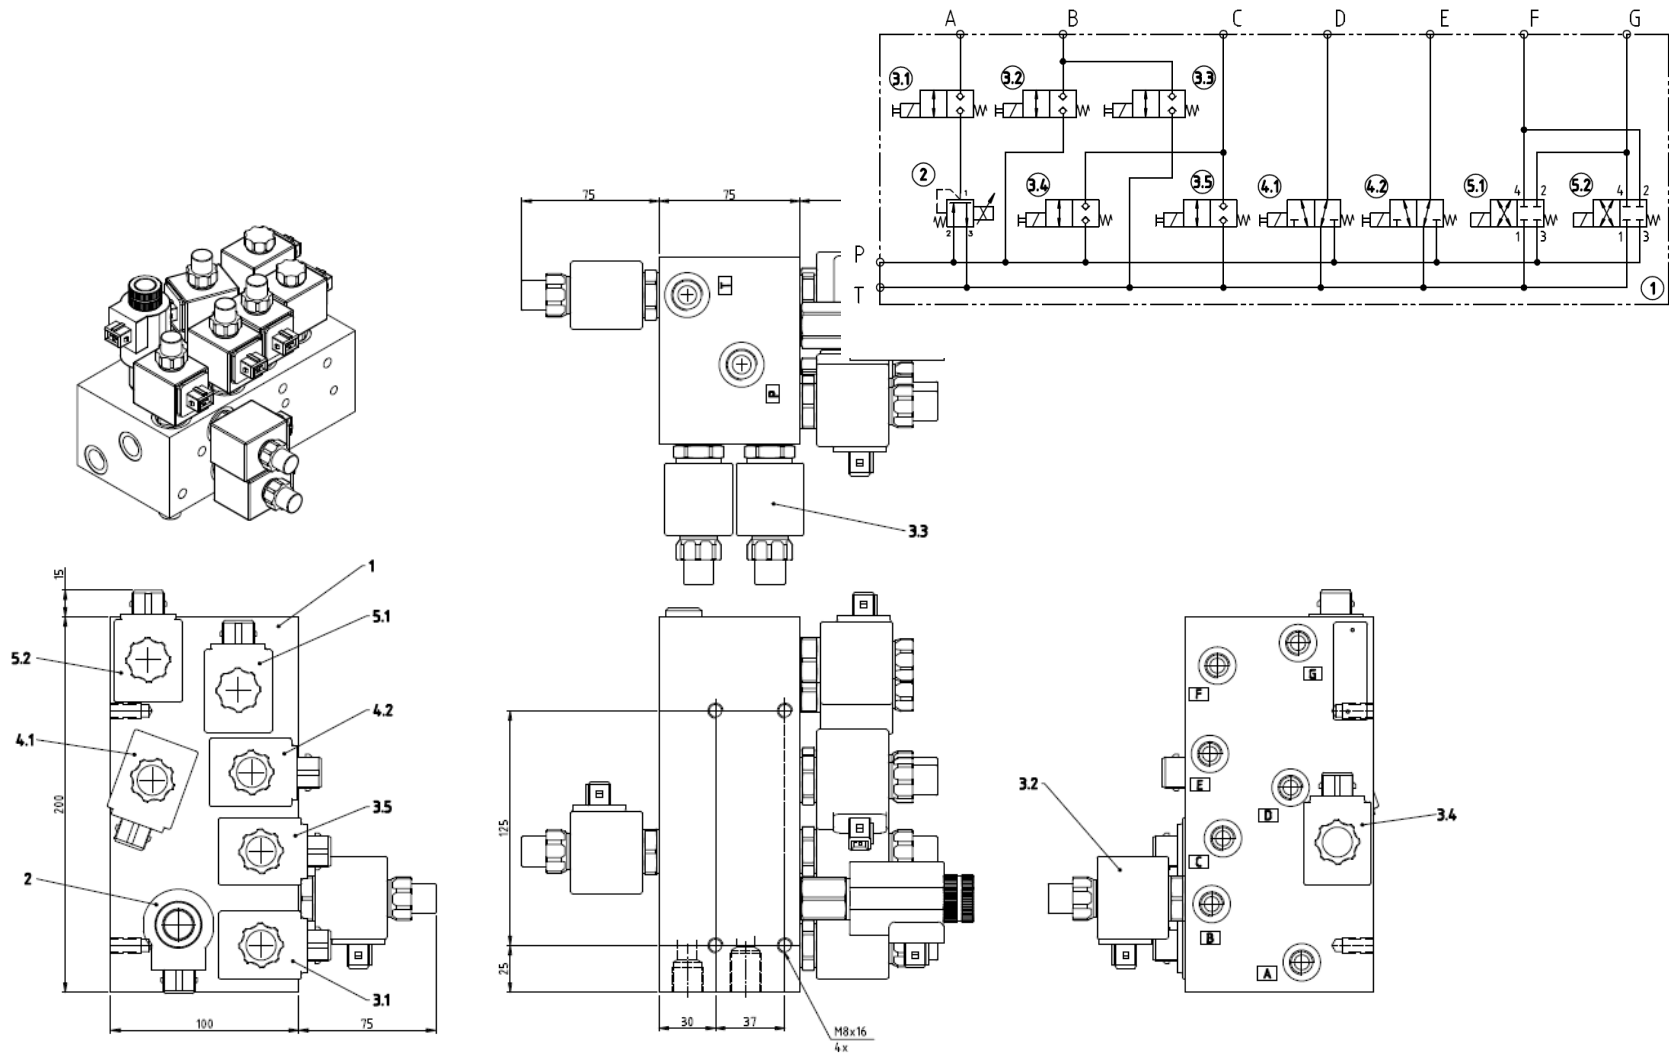 A B C D E F G
3.1 3.2 3.3
2 3.4 3.5 4.1 4.2 5.1 5.2
1 4 2 4 2
2 3 1 3 1 3
P
T 1
75 75
T
P
3.3
15
1
5.1
5.2
4.2
4.1
200
3.5
2
3.1
100 75
125
25
30 37
M8x16
4x
G
F
E
D
3.2
3.4
C
B
A